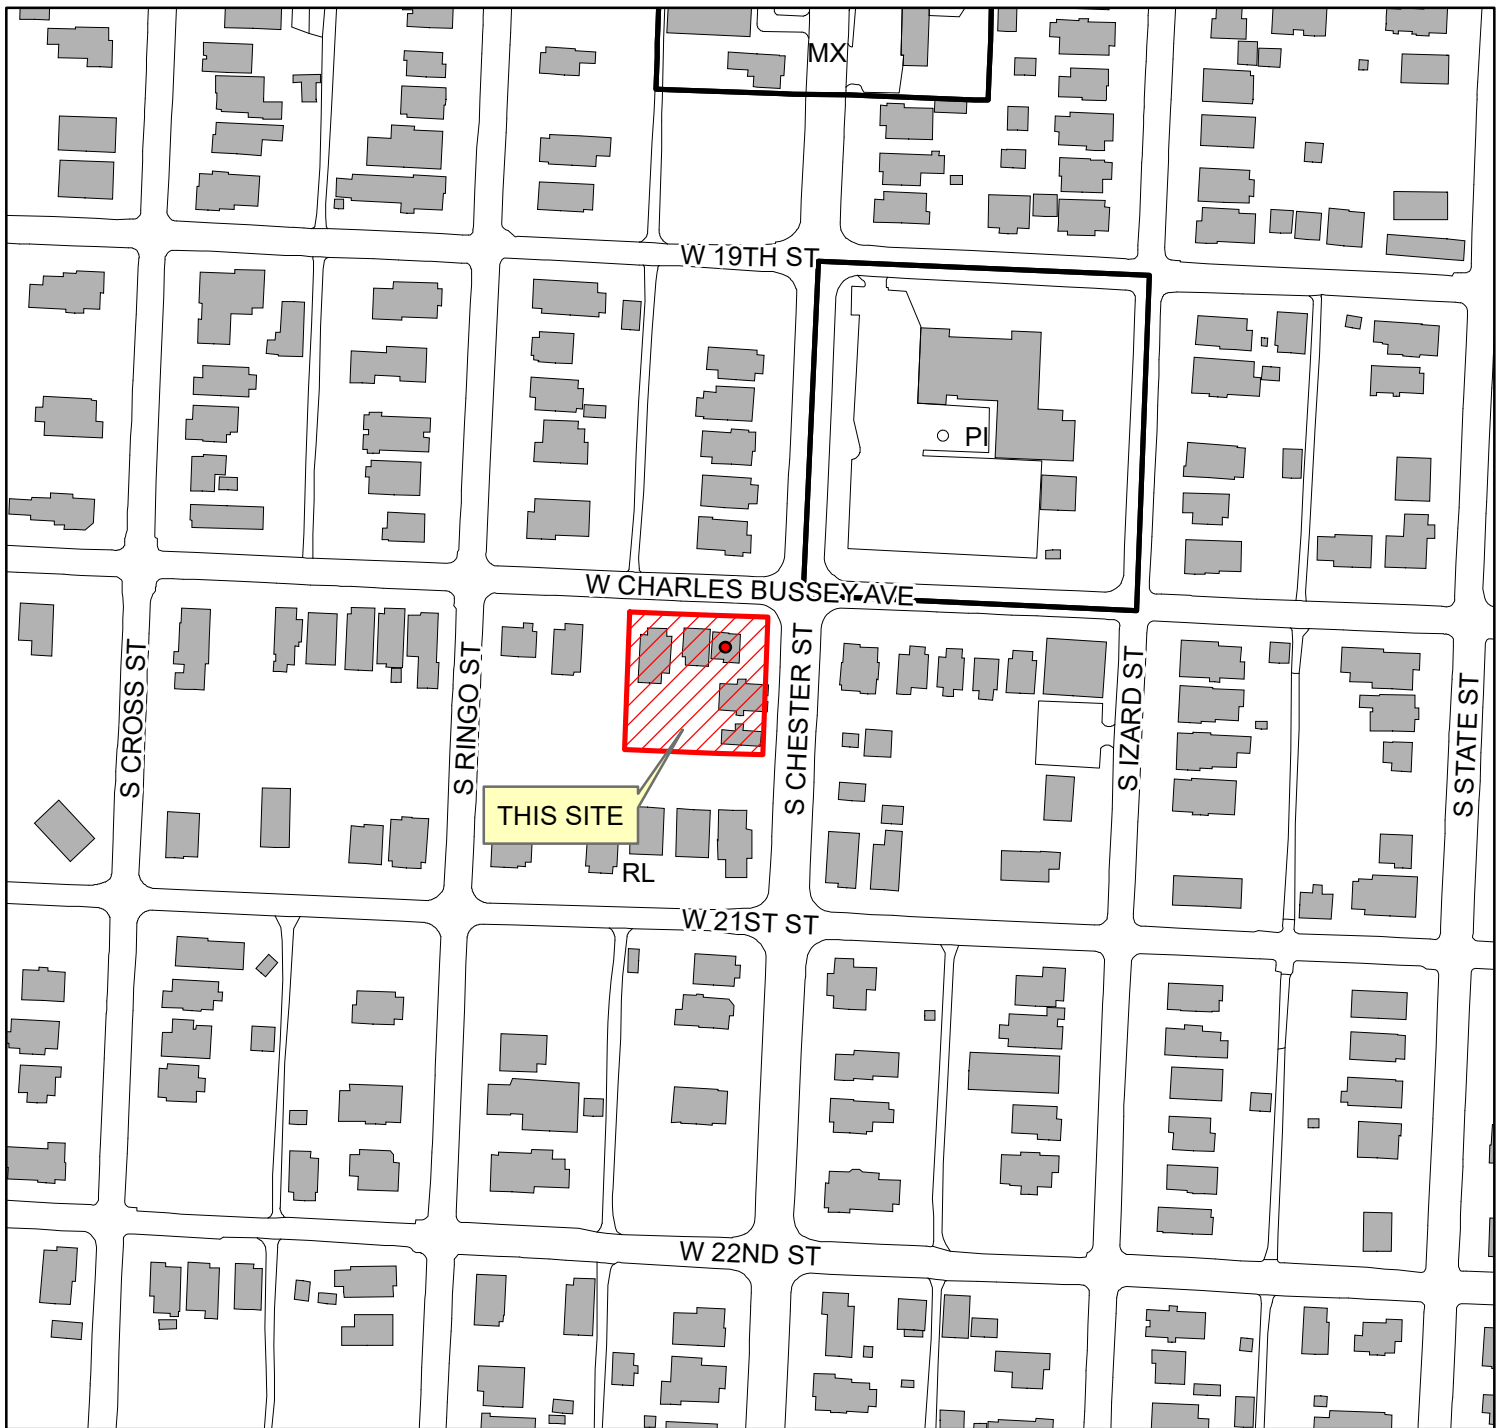 MX
W 19TH ST
PI
W CHARLES BUSSEY AVE
S CROSS ST
S RINGO ST
S CHESTER ST
S IZARD ST
S STATE ST
THIS SITE
RL
W 21ST ST
W 22ND ST